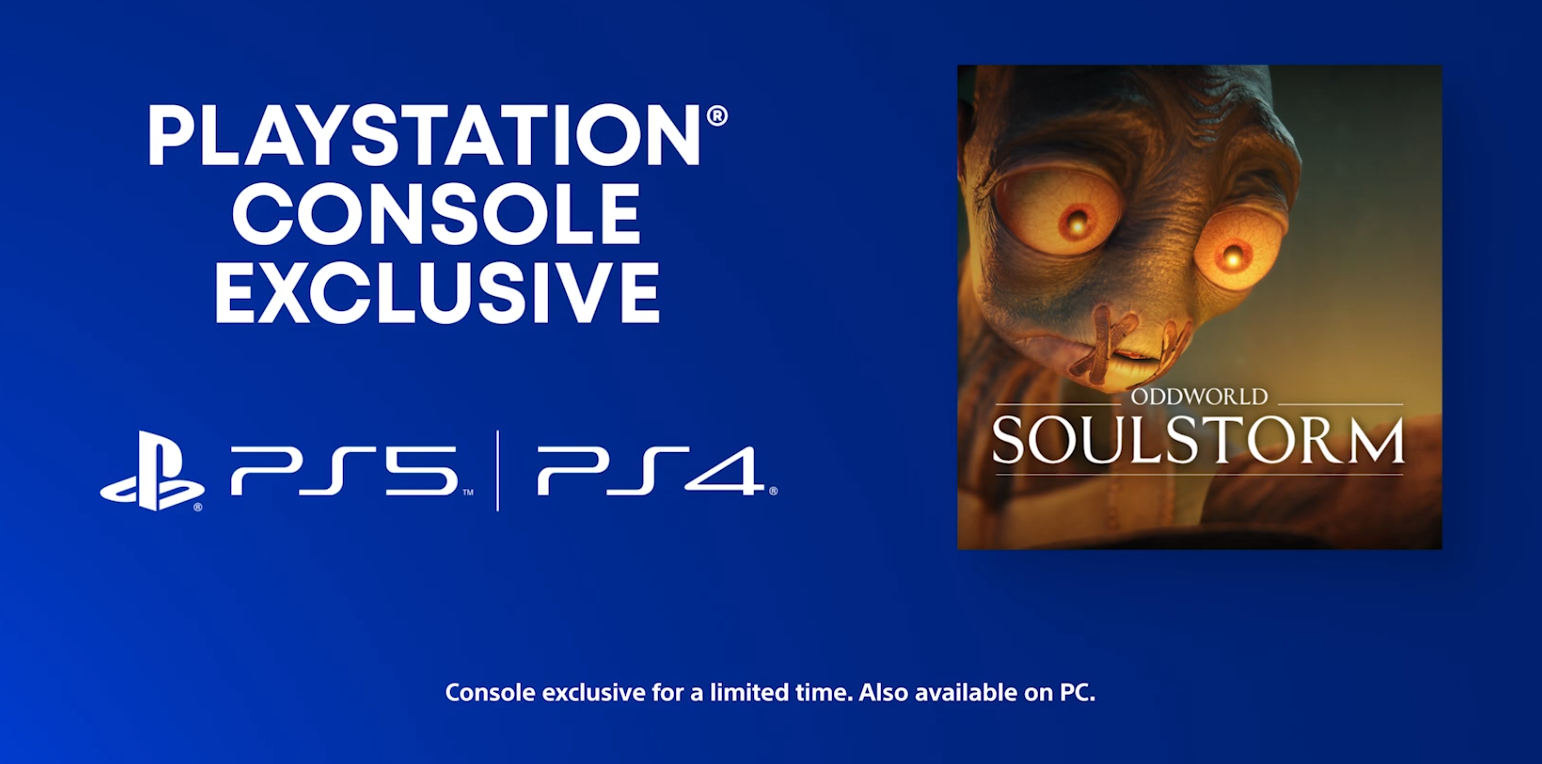 PLAYSTATION®
CONSOLE
EXCLUSIVE
PS5™ | PS4®
ODDWORLD
SOULSTORM
Console exclusive for a limited time. Also available on PC.